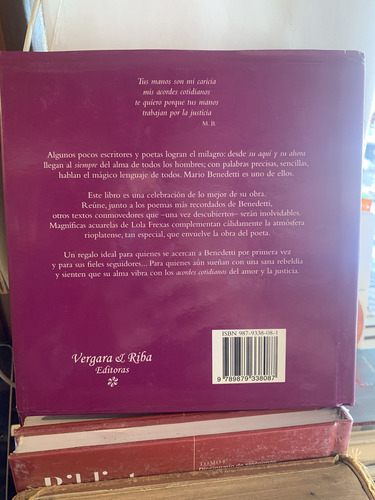 Tus manos son mi caricia
mis acordes cotidianos
te quiero porque tus manos
trabajan por la justicia
M. B.
Algunos pocos escritores y poetas logran el milagro: desde su aquí y su ahora
llegan al siempre del alma de todos los hombres; con palabras precisas, sencillas,
hablan el mágico lenguaje de todos. Mario Benedetti es uno de ellos.
Este libro es una celebración de lo mejor de su obra.
Reúne, junto a los poemas más recordados de Benedetti,
otros textos conmovedores que –una vez descubiertos– serán inolvidables.
Magníficas acuarelas de Lola Frexas complementan cálidamente la atmósfera
rioplatense, tan especial, que envuelve la obra del poeta.
Un regalo ideal para quienes se acercan a Benedetti por primera vez
y para sus fieles seguidores... Para quienes aún sueñan con una sana rebeldía
y sienten que su alma vibra con los acordes cotidianos del amor y la justicia.
Vergara & Riba
Editoras
ISBN 987-9338-08-1
9 789879 338087
TOMO I